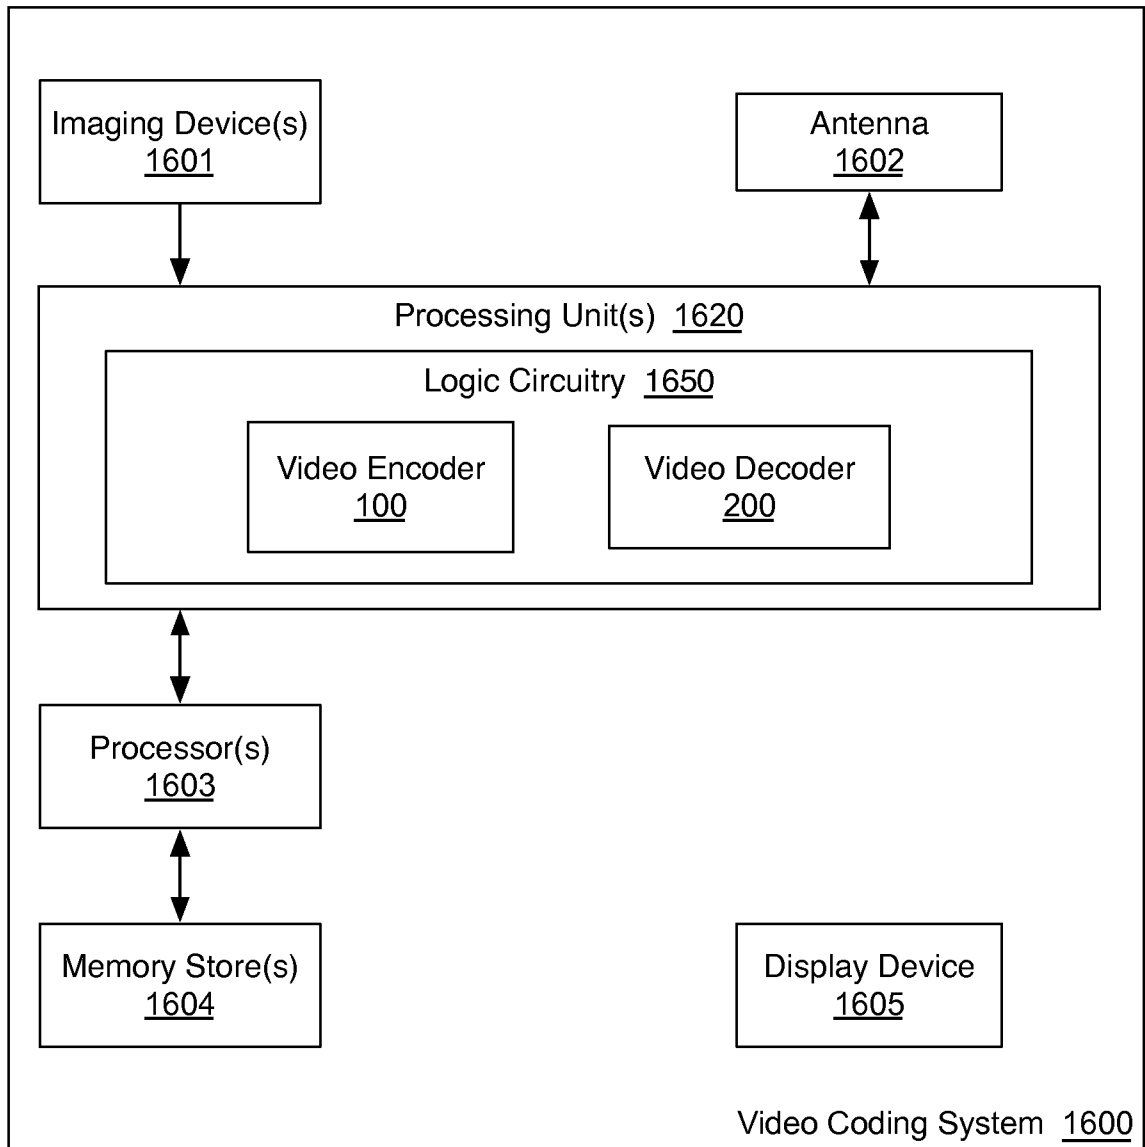 Imaging Device(s)
1601
Antenna
1602
Processing Unit(s) 1620
Logic Circuitry 1650
Video Encoder
100
Video Decoder
200
Processor(s)
1603
Memory Store(s)
1604
Display Device
1605
Video Coding System 1600